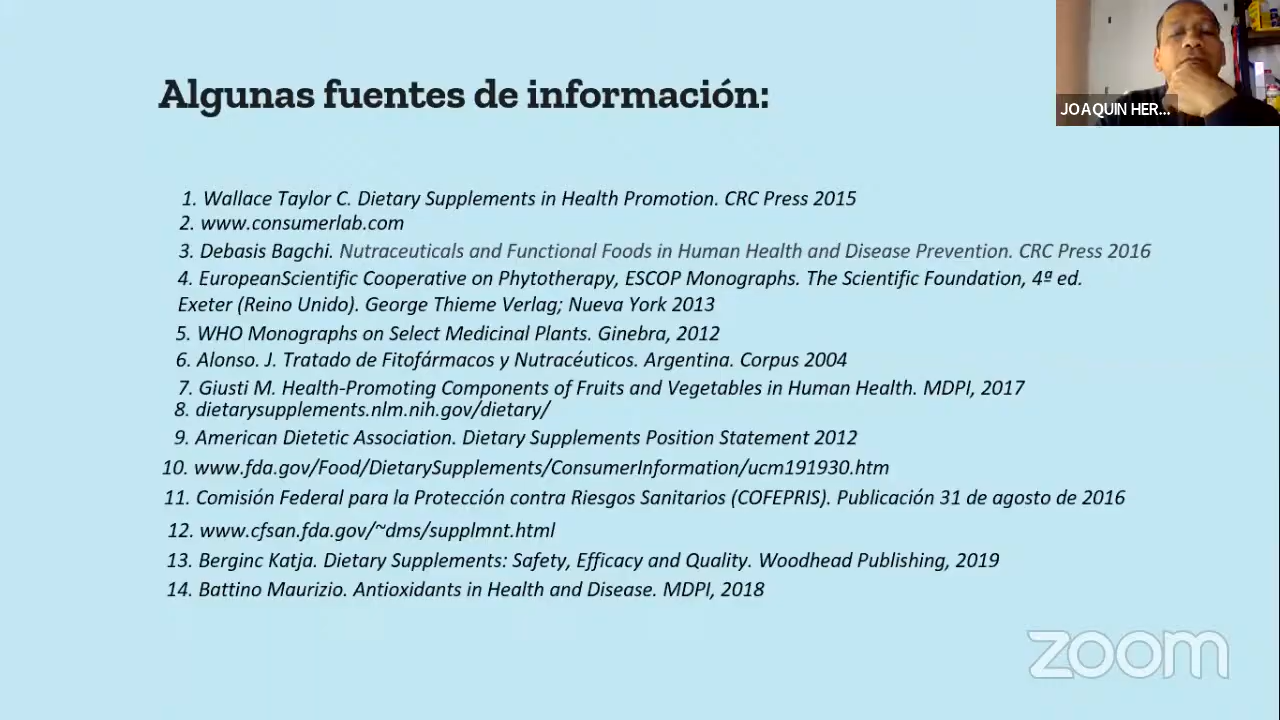 Algunas fuentes de información:
JOAQUIN HER...
1. Wallace Taylor C. Dietary Supplements in Health Promotion. CRC Press 2015
2. www.consumerlab.com
3. Debasis Bagchi. Nutraceuticals and Functional Foods in Human Health and Disease Prevention. CRC Press 2016
4. EuropeanScientific Cooperative on Phytotherapy, ESCOP Monographs. The Scientific Foundation, 4ª ed.
Exeter (Reino Unido). George Thieme Verlag; Nueva York 2013
5. WHO Monographs on Select Medicinal Plants. Ginebra, 2012
6. Alonso. J. Tratado de Fitofármacos y Nutracéuticos. Argentina. Corpus 2004
7. Giusti M. Health-Promoting Components of Fruits and Vegetables in Human Health. MDPI, 2017
8. dietarysupplements.nlm.nih.gov/dietary/
9. American Dietetic Association. Dietary Supplements Position Statement 2012
10. www.fda.gov/Food/DietarySupplements/ConsumerInformation/ucm191930.htm
11. Comisión Federal para la Protección contra Riesgos Sanitarios (COFEPRIS). Publicación 31 de agosto de 2016
12. www.cfsan.fda.gov/~dms/supplmnt.html
13. Berginc Katja. Dietary Supplements: Safety, Efficacy and Quality. Woodhead Publishing, 2019
14. Battino Maurizio. Antioxidants in Health and Disease. MDPI, 2018
zoom